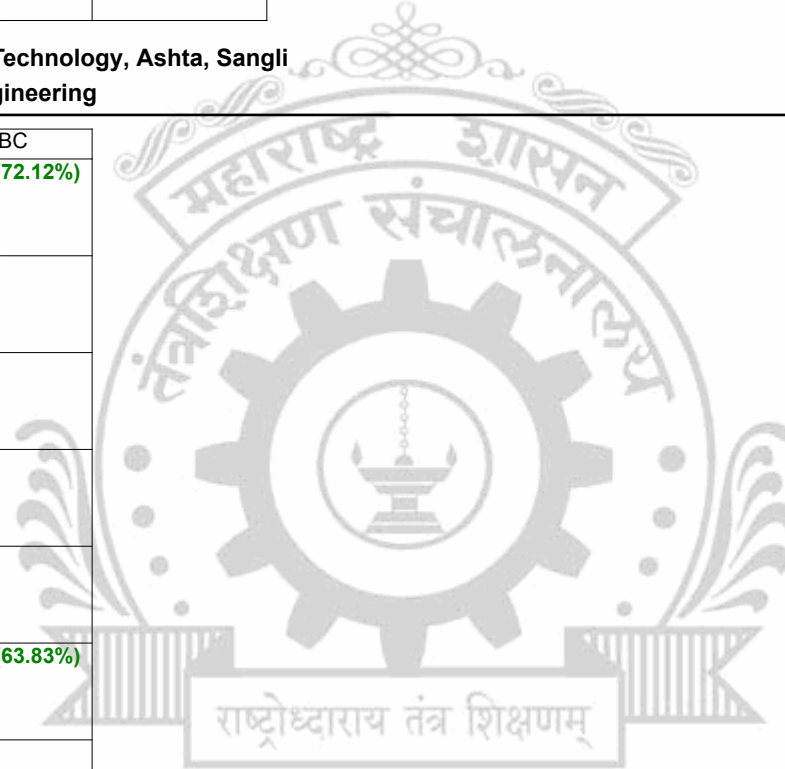 Technology, Ashta, Sangli
gineering
BC
72.12%)
63.83%)
महाराष्ट्र शासन
तंत्रशिक्षण संचालनालय
राष्ट्रोध्दाराय तंत्र शिक्षणम्